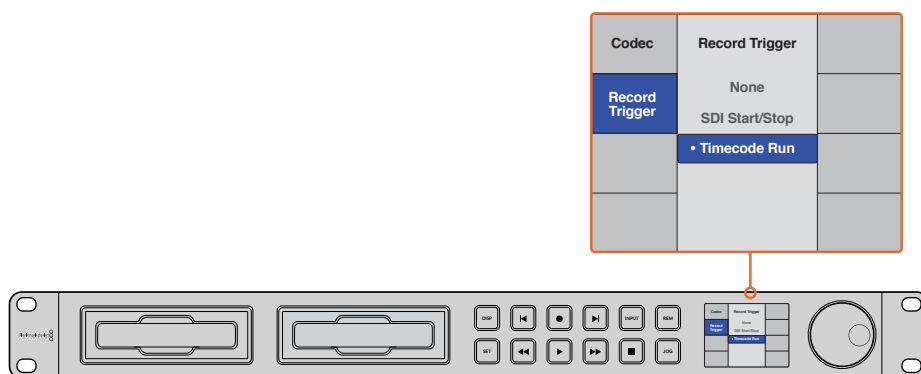 Codec
Record Trigger
Record
Trigger
None
SDI Start/Stop
• Timecode Run
DISP
INPUT
REM
SET
JOG
Codec
Record Trigger
Record
Trigger
None
SDI Start/Stop
• Timecode Run